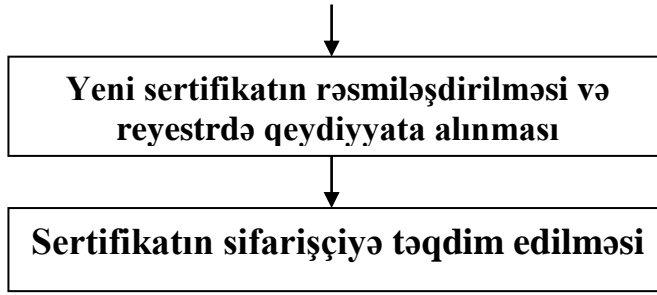 Yeni sertifikatın rəsmiləşdirilməsi və
reyestrdə qeydiyyata alınması
Sertifikatın sifarişçiyə təqdim edilməsi